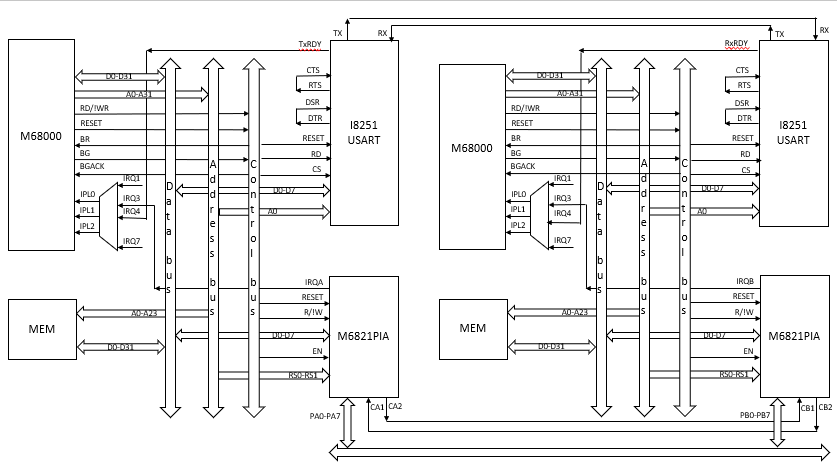 TX
RX
TX
RX
TxRDY
RxRDY
D0-D31
A0-A31
RD/!WR
RESET
BR
BG
BGACK
M68000
CTS
RTS
DSR
DTR
RESET
RD
CS
D0-D7
A0
I8251
USART
IRQ1
IRQ3
IRQ4
IRQ7
IPL0
IPL1
IPL2
Data bus
Address bus
Control bus
IRQA
RESET
R/!W
D0-D7
EN
RS0-RS1
M6821PIA
MEM
A0-A23
D0-D31
PA0-PA7
CA1
CA2
D0-D31
A0-A31
RD/!WR
RESET
BR
BG
BGACK
M68000
CTS
RTS
DSR
DTR
RESET
RD
CS
D0-D7
A0
I8251
USART
IRQ1
IRQ3
IRQ4
IRQ7
IPL0
IPL1
IPL2
Data bus
Address bus
Control bus
IRQB
RESET
R/!W
D0-D7
EN
RS0-RS1
M6821PIA
MEM
A0-A23
D0-D31
PB0-PB7
CB1
CB2